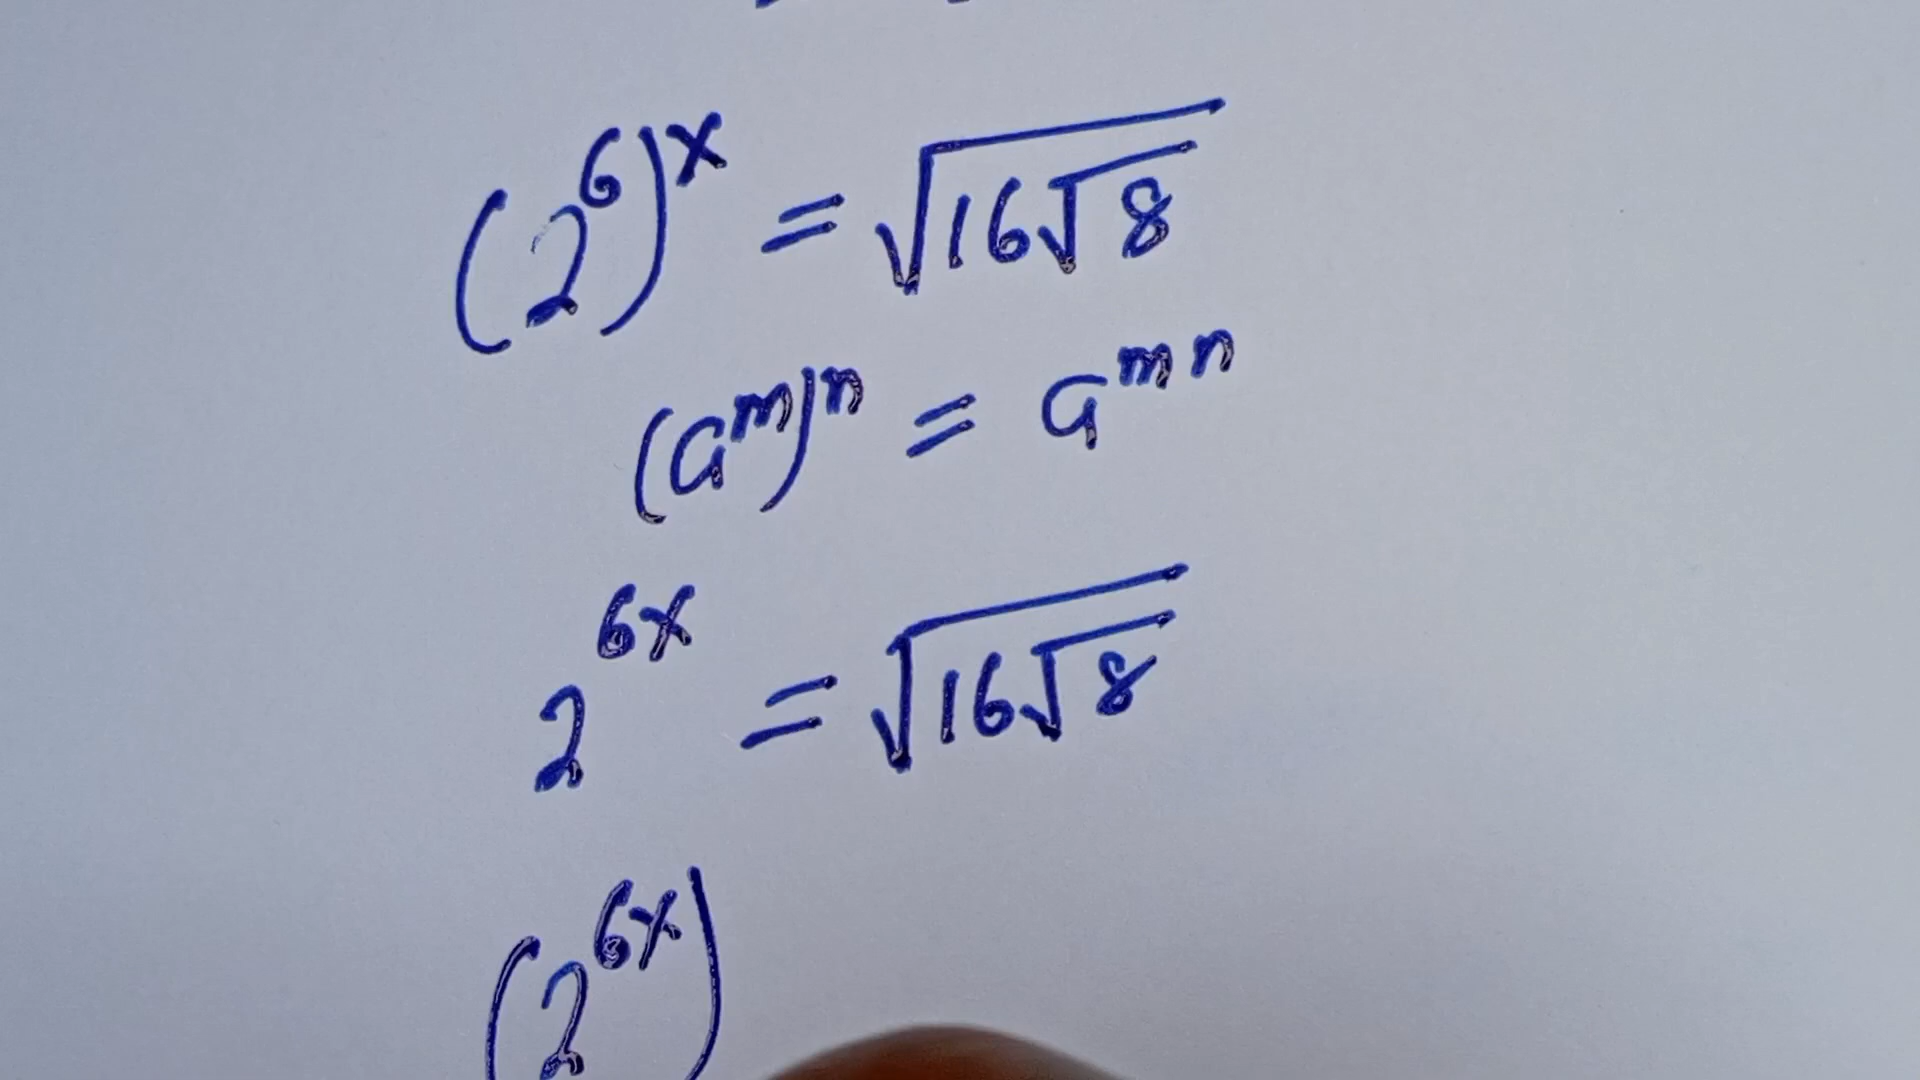 (2^6)^x = √(16√8)
(a^m)^n = a^mn
2^6x = √(16√8)
(2^6x)